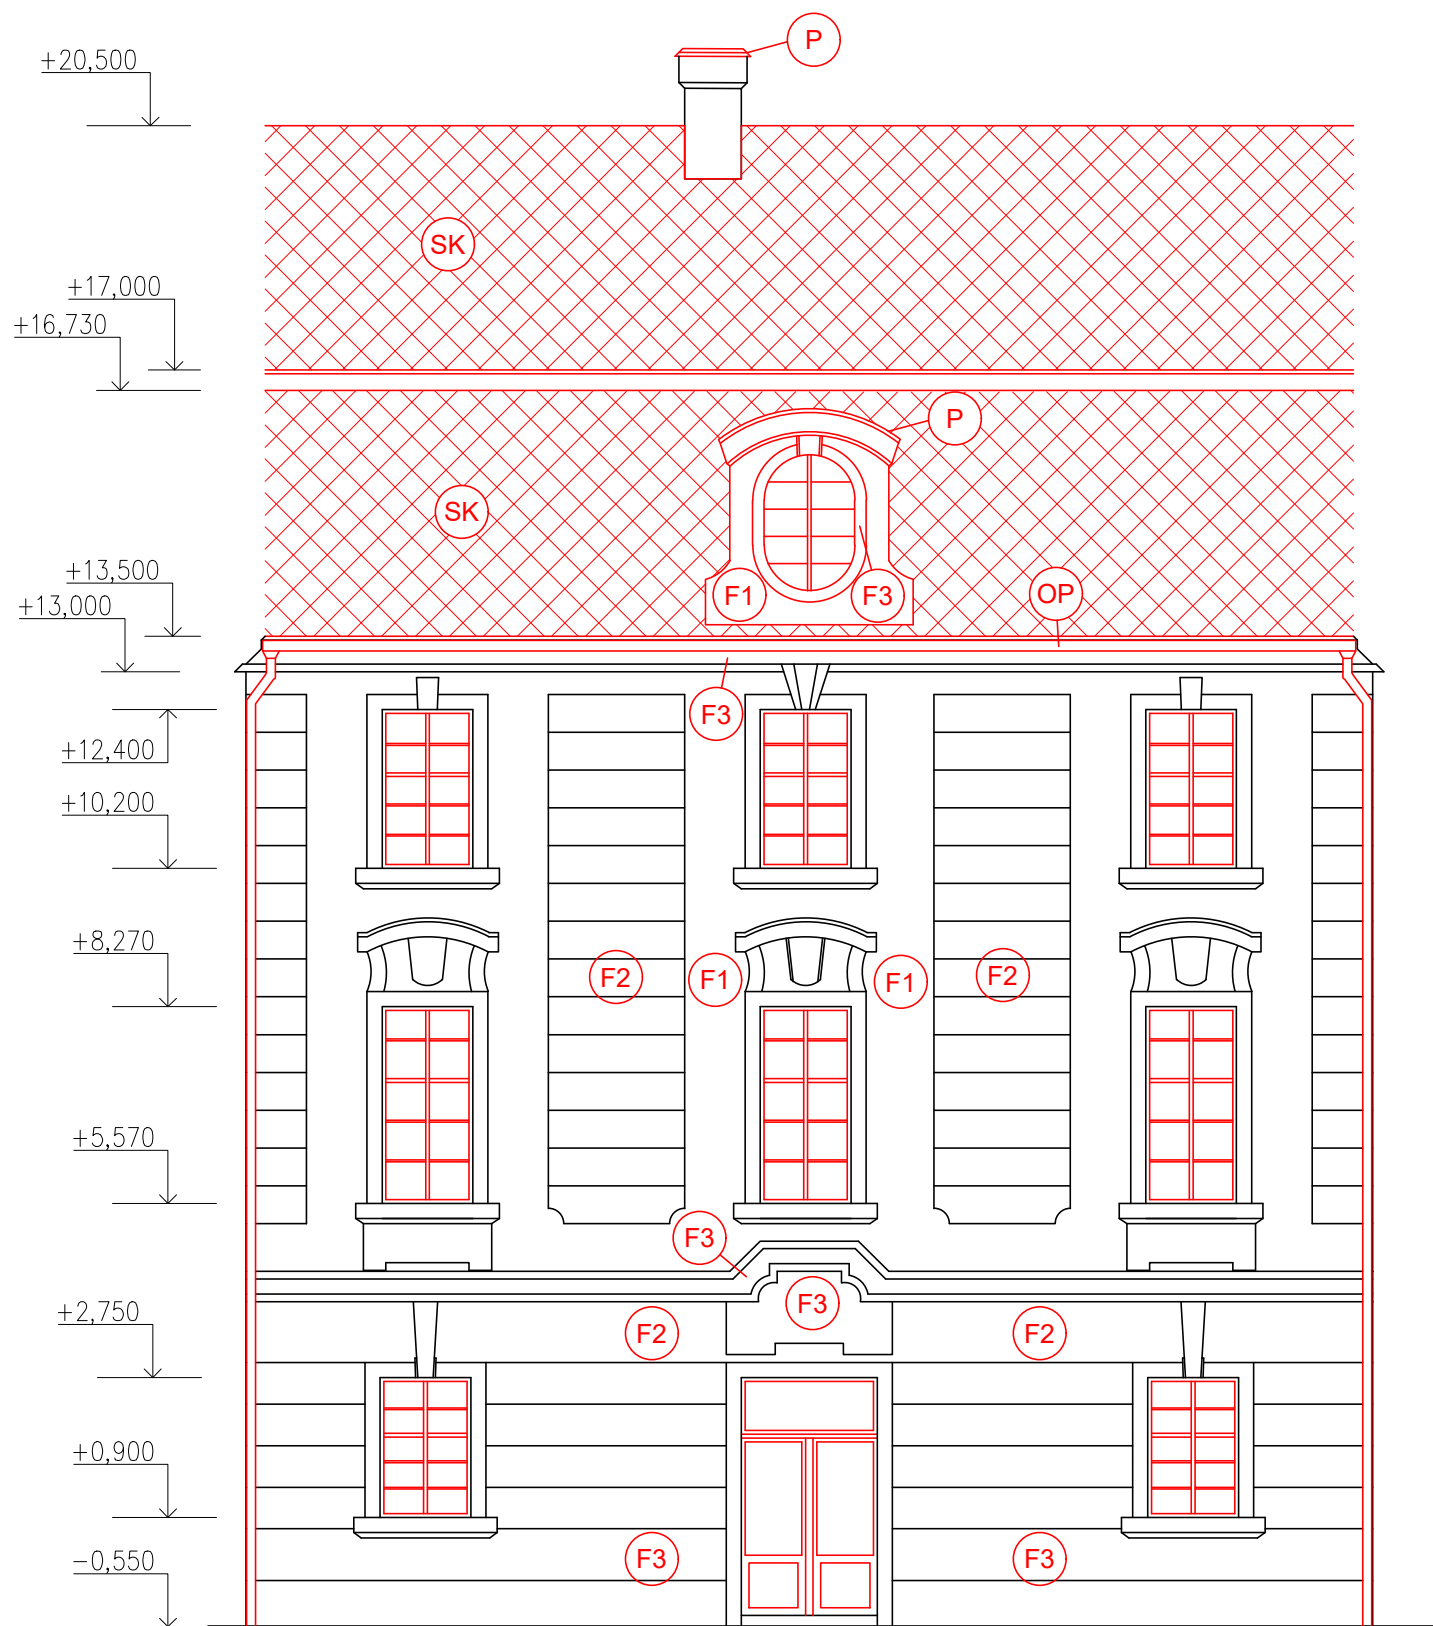 P
+20,500
SK
+17,000
+16,730
P
SK
+13,500
F1
F3
OP
+13,000
F3
+12,400
+10,200
+8,270
F2
F1
F1
F2
+5,570
F3
F3
+2,750
F2
F2
+0,900
-0,550
F3
F3